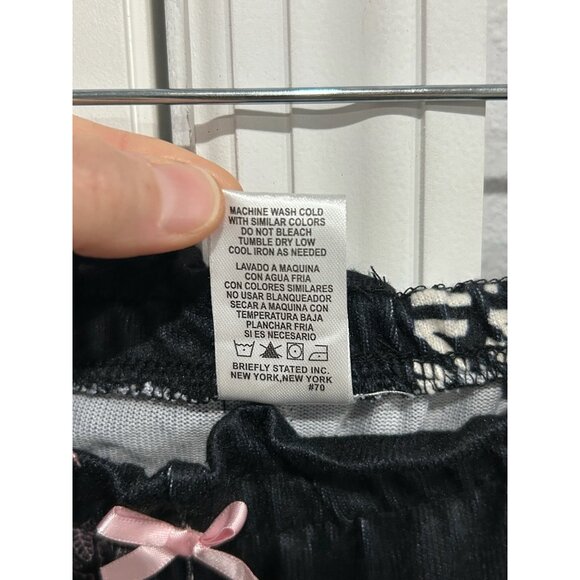 MACHINE WASH COLD
WITH SIMILAR COLORS
DO NOT BLEACH
TUMBLE DRY LOW
COOL IRON AS NEEDED
LAVADO A MAQUINA
CON AGUA FRIA
CON COLORES SIMILARES
NO USAR BLANQUEADOR
SECAR A MAQUINA CON
TEMPERATURA BAJA
PLANCHAR FRIA
SI ES NECESARIO
BRIEFLY STATED INC.
NEW YORK,NEW YORK
#70